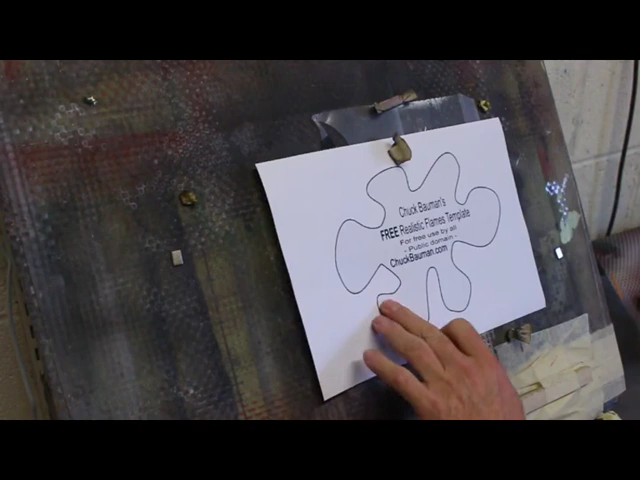 Chuck Bauman's
FREE Realistic Flames Template
For free use by all
- Public domain -
ChuckBauman.com